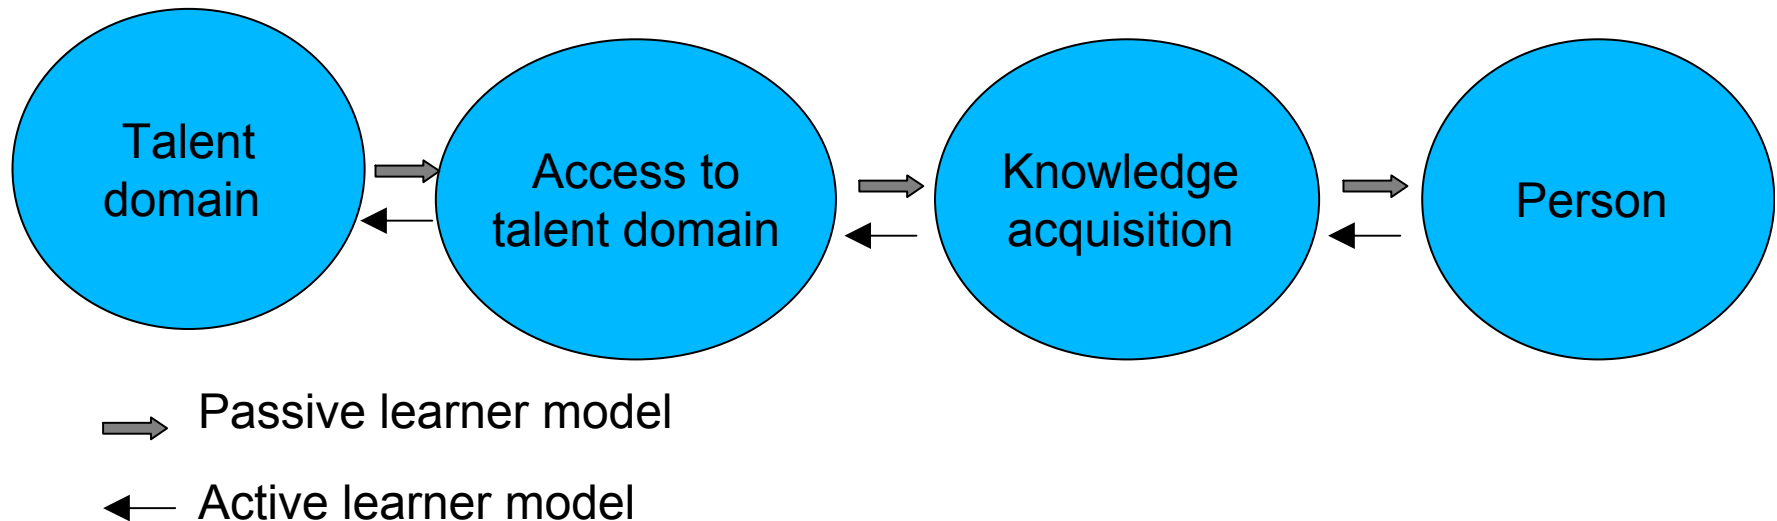 Talent
domain
Access to
talent domain
Knowledge
acquisition
Person
Passive learner model
Active learner model